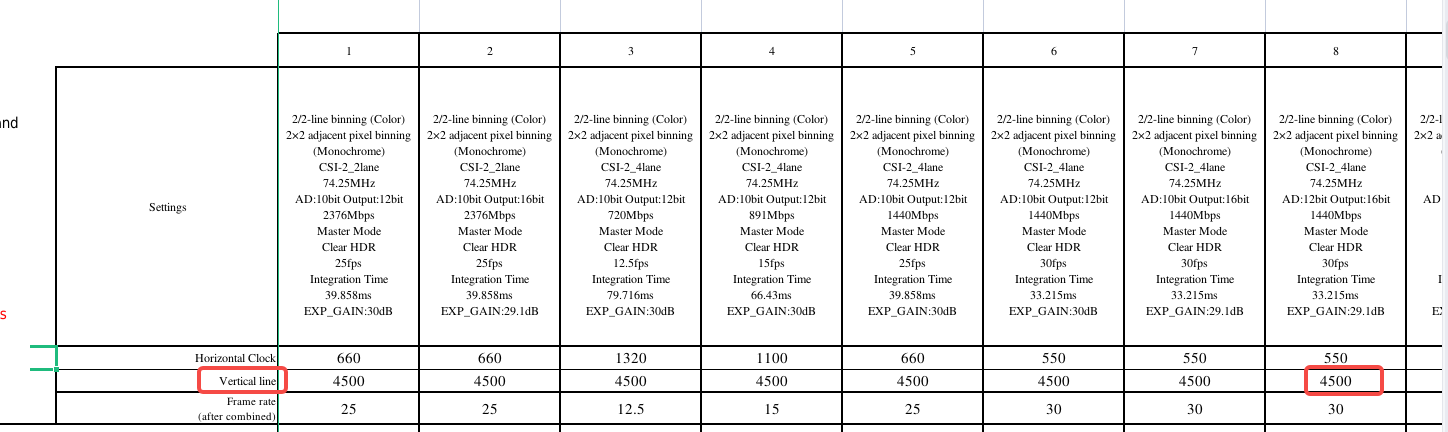 1 2 3 4 5 6 7 8
and
Settings
2/2-line binning (Color)
2×2 adjacent pixel binning
(Monochrome)
CSI-2_2lane
74.25MHz
AD:10bit Output:12bit
2376Mbps
Master Mode
Clear HDR
25fps
Integration Time
39.858ms
EXP_GAIN:30dB
2/2-line binning (Color)
2×2 adjacent pixel binning
(Monochrome)
CSI-2_2lane
74.25MHz
AD:10bit Output:16bit
2376Mbps
Master Mode
Clear HDR
25fps
Integration Time
39.858ms
EXP_GAIN:29.1dB
2/2-line binning (Color)
2×2 adjacent pixel binning
(Monochrome)
CSI-2_4lane
74.25MHz
AD:10bit Output:12bit
720Mbps
Master Mode
Clear HDR
12.5fps
Integration Time
79.716ms
EXP_GAIN:30dB
2/2-line binning (Color)
2×2 adjacent pixel binning
(Monochrome)
CSI-2_4lane
74.25MHz
AD:10bit Output:12bit
891Mbps
Master Mode
Clear HDR
15fps
Integration Time
66.43ms
EXP_GAIN:30dB
2/2-line binning (Color)
2×2 adjacent pixel binning
(Monochrome)
CSI-2_4lane
74.25MHz
AD:10bit Output:12bit
1440Mbps
Master Mode
Clear HDR
25fps
Integration Time
39.858ms
EXP_GAIN:30dB
2/2-line binning (Color)
2×2 adjacent pixel binning
(Monochrome)
CSI-2_4lane
74.25MHz
AD:10bit Output:12bit
1440Mbps
Master Mode
Clear HDR
30fps
Integration Time
33.215ms
EXP_GAIN:30dB
2/2-line binning (Color)
2×2 adjacent pixel binning
(Monochrome)
CSI-2_4lane
74.25MHz
AD:10bit Output:16bit
1440Mbps
Master Mode
Clear HDR
30fps
Integration Time
33.215ms
EXP_GAIN:29.1dB
2/2-line binning (Color)
2×2 adjacent pixel binning
(Monochrome)
CSI-2_4lane
74.25MHz
AD:12bit Output:16bit
1440Mbps
Master Mode
Clear HDR
30fps
Integration Time
33.215ms
EXP_GAIN:30dB
s
Horizontal Clock 660 660 1320 1100 660 550 550 550
Vertical line 4500 4500 4500 4500 4500 4500 4500 4500
Frame rate
(after combined) 25 25 12.5 15 25 30 30 30